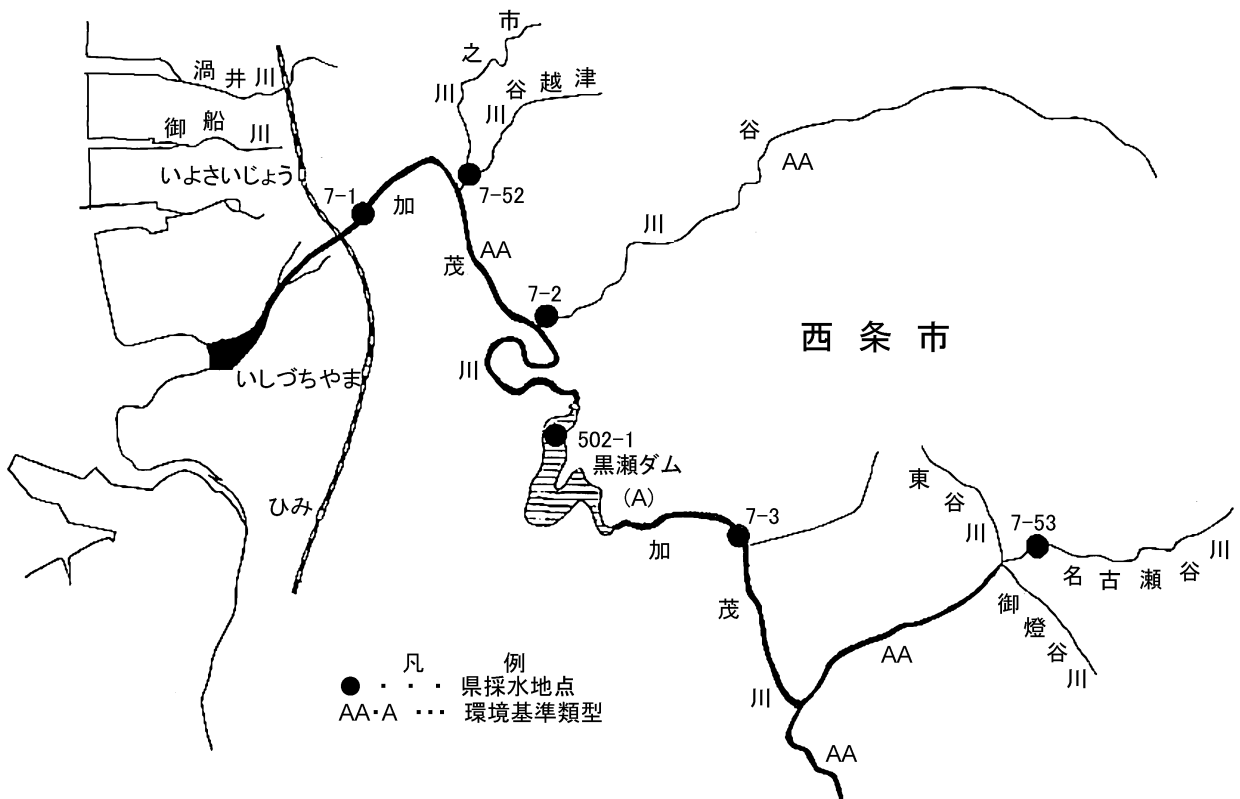 市之川
津越谷川
渦井川
御船川
谷川
AA
いよさいじょう
7-1
7-52
加茂川
AA
7-2
西条市
いしづちやま
502-1
黒瀬ダム
(A)
ひみ
7-3
東谷川
7-53
名古瀬谷川
加茂川
御燈谷川
AA
AA
凡例
●・・・県採水地点
AA・A・・・環境基準類型